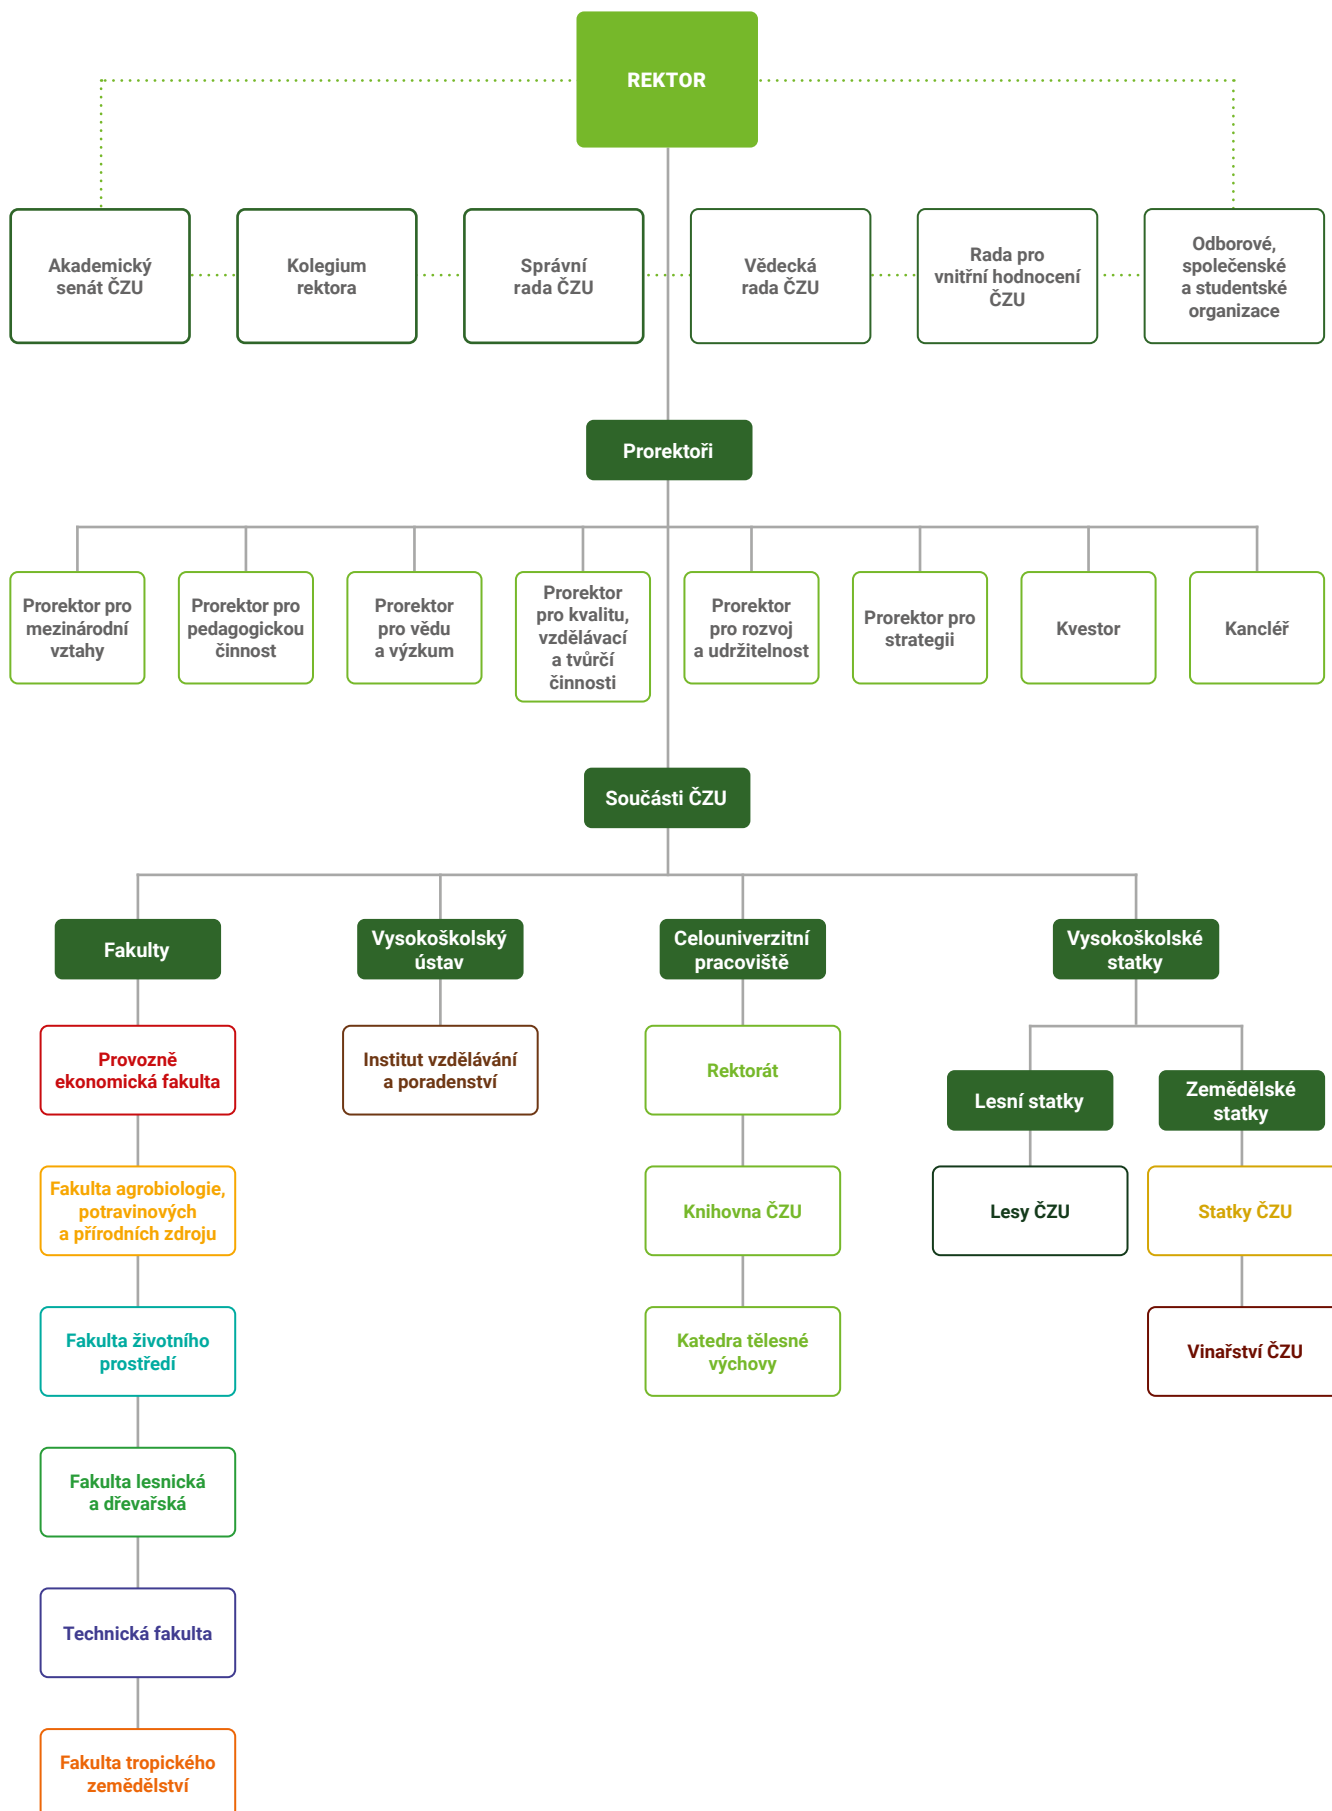 REKTOR
Akademický
senát ČZU
Kolegium
rektora
Správní
rada ČZU
Vědecká
rada ČZU
Rada pro
vnitřní hodnocení
ČZU
Odborové,
společenské
a studentské
organizace
Prorektoři
Prorektor pro
mezinárodní
vztahy
Prorektor pro
pedagogickou
činnost
Prorektor
pro vědu
a výzkum
Prorektor
pro kvalitu,
vzdělávací
a tvůrčí
činnosti
Prorektor
pro rozvoj
a udržitelnost
Prorektor pro
strategii
Kvestor
Kancléř
Součásti ČZU
Fakulty
Vysokoškolský
ústav
Celouniverzitní
pracoviště
Vysokoškolské
statky
Provozně
ekonomická fakulta
Institut vzdělávání
a poradenství
Rektorát
Lesní statky
Zemědělské
statky
Fakulta agrobiologie,
potravinových
a přírodních zdroju
Knihovna ČZU
Lesy ČZU
Statky ČZU
Fakulta životního
prostředí
Katedra tělesné
výchovy
Vinařství ČZU
Fakulta lesnická
a dřevařská
Technická fakulta
Fakulta tropického
zemědělství